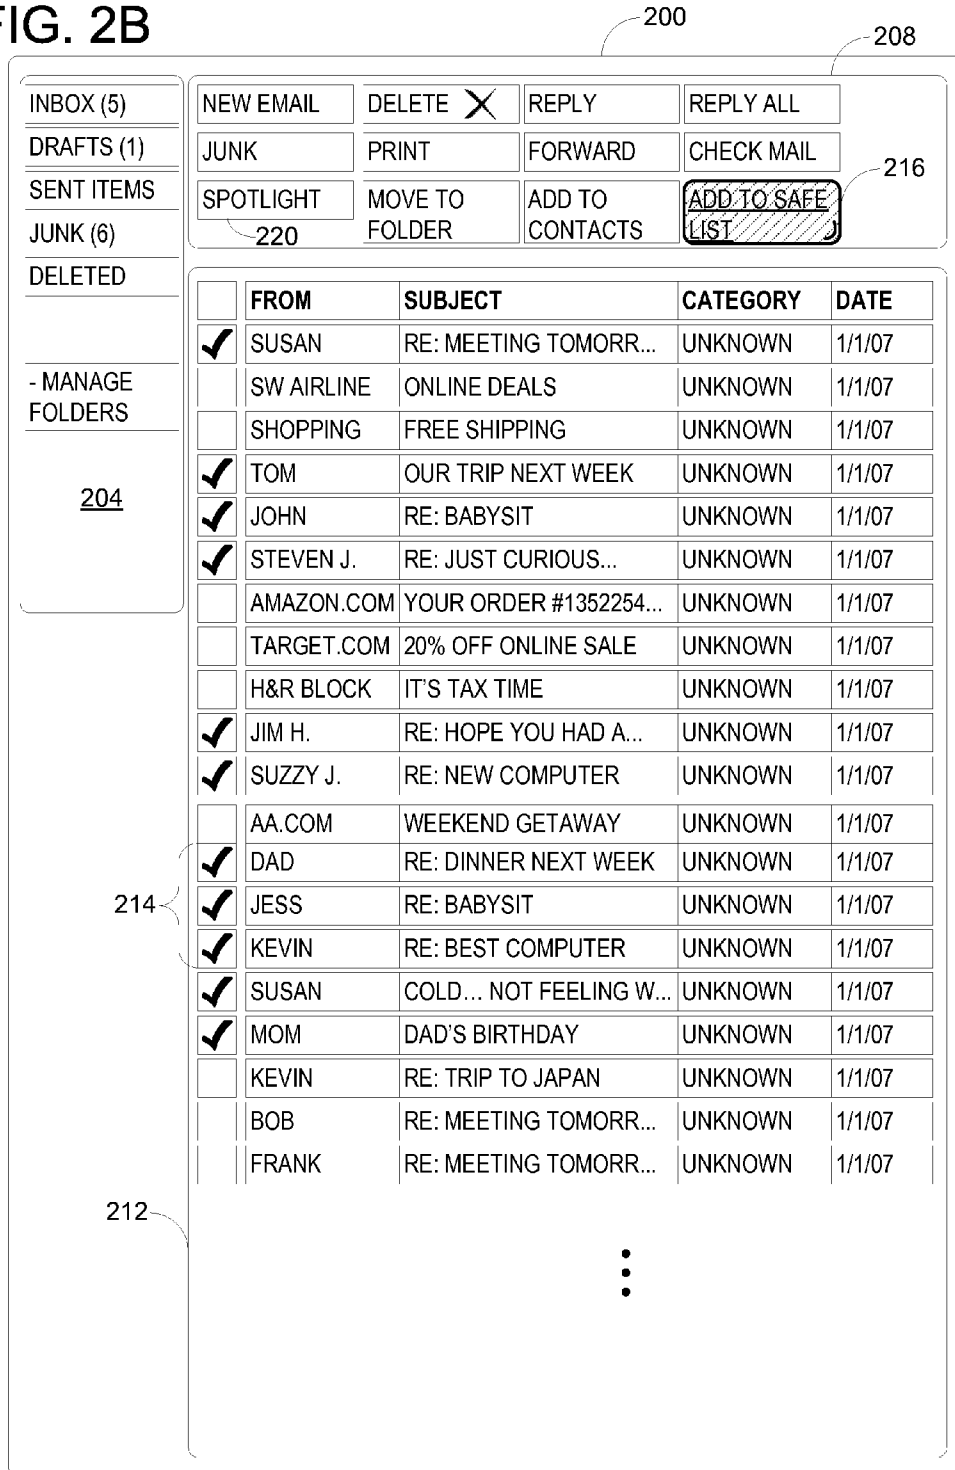 FIG. 2B
200
208
INBOX (5)
DRAFTS (1)
SENT ITEMS
JUNK (6)
DELETED
- MANAGE
FOLDERS
204
NEW EMAIL DELETE REPLY REPLY ALL
JUNK PRINT FORWARD CHECK MAIL
216
SPOTLIGHT MOVE TO ADD TO ADD TO SAFE
FOLDER CONTACTS LIST
220
FROM SUBJECT CATEGORY DATE
SUSAN RE: MEETING TOMORR... UNKNOWN 1/1/07
SW AIRLINE ONLINE DEALS UNKNOWN 1/1/07
SHOPPING FREE SHIPPING UNKNOWN 1/1/07
TOM OUR TRIP NEXT WEEK UNKNOWN 1/1/07
JOHN RE: BABYSIT UNKNOWN 1/1/07
STEVEN J. RE: JUST CURIOUS... UNKNOWN 1/1/07
AMAZON.COM YOUR ORDER #1352254... UNKNOWN 1/1/07
TARGET.COM 20% OFF ONLINE SALE UNKNOWN 1/1/07
H&R BLOCK IT'S TAX TIME UNKNOWN 1/1/07
JIM H. RE: HOPE YOU HAD A... UNKNOWN 1/1/07
SUZZY J. RE: NEW COMPUTER UNKNOWN 1/1/07
AA.COM WEEKEND GETAWAY UNKNOWN 1/1/07
DAD RE: DINNER NEXT WEEK UNKNOWN 1/1/07
214
JESS RE: BABYSIT UNKNOWN 1/1/07
KEVIN RE: BEST COMPUTER UNKNOWN 1/1/07
SUSAN COLD... NOT FEELING W... UNKNOWN 1/1/07
MOM DAD'S BIRTHDAY UNKNOWN 1/1/07
KEVIN RE: TRIP TO JAPAN UNKNOWN 1/1/07
BOB RE: MEETING TOMORR... UNKNOWN 1/1/07
FRANK RE: MEETING TOMORR... UNKNOWN 1/1/07
212